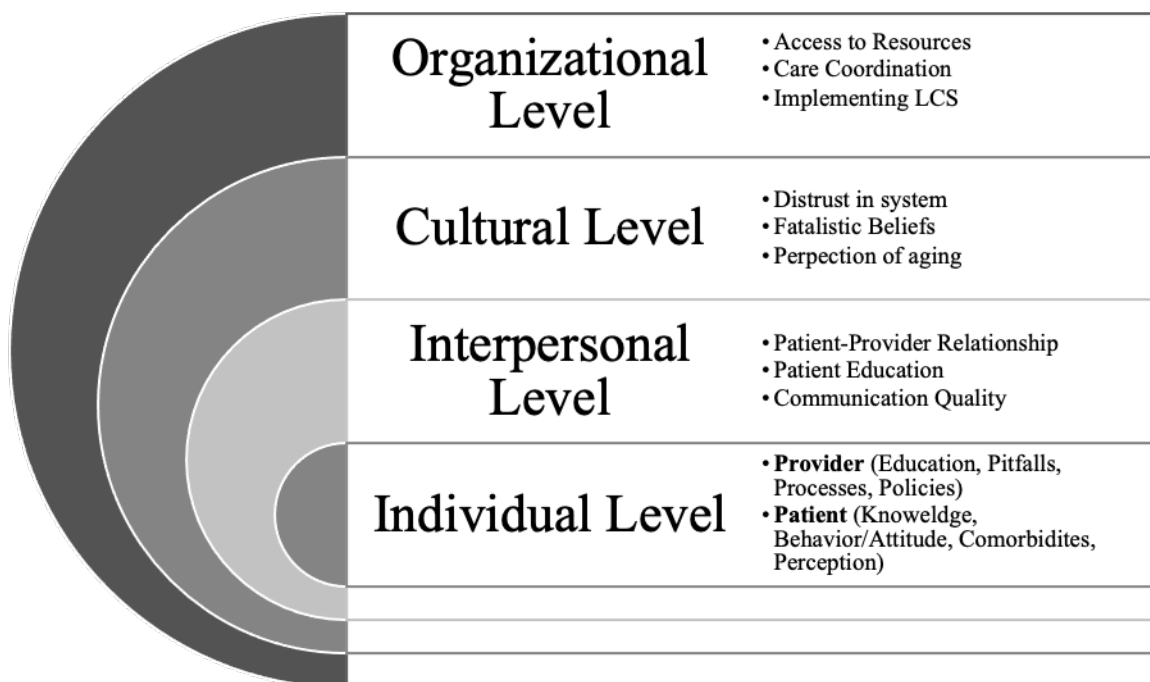 Organizational
Level
• Access to Resources
• Care Coordination
• Implementing LCS
Cultural Level
• Distrust in system
• Fatalistic Beliefs
• Perpection of aging
Interpersonal
Level
• Patient-Provider Relationship
• Patient Education
• Communication Quality
Individual Level
• Provider (Education, Pitfalls,
Processes, Policies)
• Patient (Knoweldge,
Behavior/Attitude, Comorbidites,
Perception)